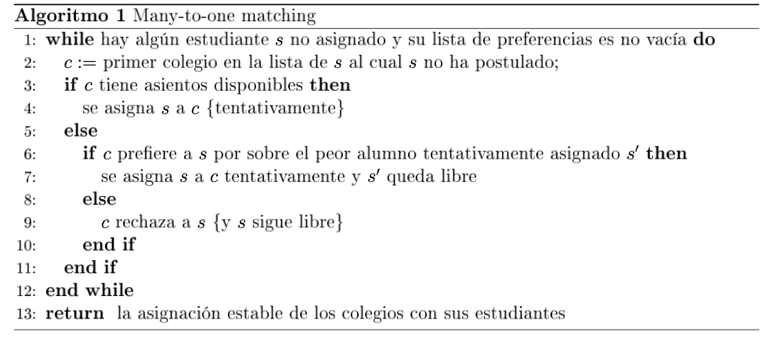 Algoritmo 1 Many-to-one matching
1: while hay algún estudiante s no asignado y su lista de preferencias es no vacía do
2: c := primer colegio en la lista de s al cual s no ha postulado;
3: if c tiene asientos disponibles then
4: se asigna s a c {tentativamente}
5: else
6: if c prefiere a s por sobre el peor alumno tentativamente asignado s′ then
7: se asigna s a c tentativamente y s′ queda libre
8: else
9: c rechaza a s {y s sigue libre}
10: end if
11: end if
12: end while
13: return la asignación estable de los colegios con sus estudiantes